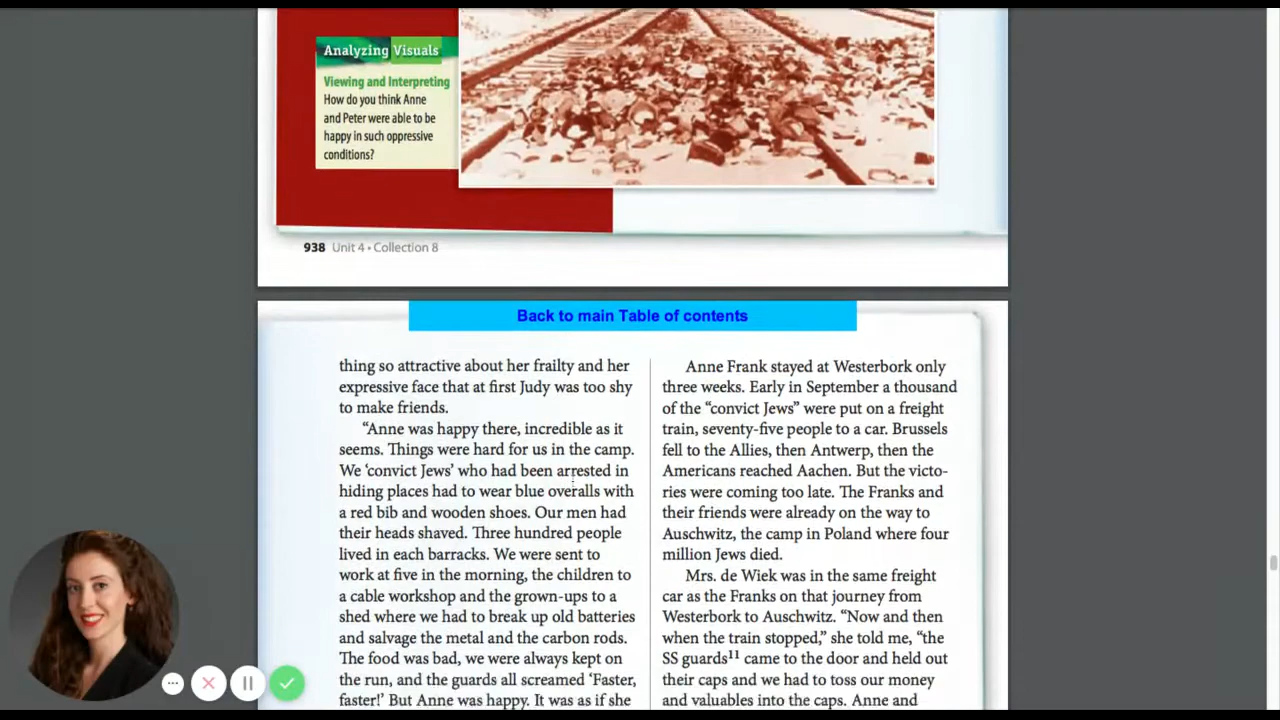 Analyzing Visuals
Viewing and Interpreting
How do you think Anne
and Peter were able to be
happy in such oppressive
conditions?
938 Unit 4 • Collection 8
Back to main Table of contents
thing so attractive about her frailty and her
expressive face that at first Judy was too shy
to make friends.
“Anne was happy there, incredible as it
seems. Things were hard for us in the camp.
We ‘convict Jews’ who had been arrested in
hiding places had to wear blue overalls with
a red bib and wooden shoes. Our men had
their heads shaved. Three hundred people
lived in each barracks. We were sent to
work at five in the morning, the children to
a cable workshop and the grown-ups to a
shed where we had to break up old batteries
and salvage the metal and the carbon rods.
The food was bad, we were always kept on
the run, and the guards all screamed ‘Faster,
faster!’ But Anne was happy. It was as if she
Anne Frank stayed at Westerbork only
three weeks. Early in September a thousand
of the “convict Jews” were put on a freight
train, seventy-five people to a car. Brussels
fell to the Allies, then Antwerp, then the
Americans reached Aachen. But the victo-
ries were coming too late. The Franks and
their friends were already on the way to
Auschwitz, the camp in Poland where four
million Jews died.
Mrs. de Wiek was in the same freight
car as the Franks on that journey from
Westerbork to Auschwitz. “Now and then
when the train stopped,” she told me, “the
SS guards¹¹ came to the door and held out
their caps and we had to toss our money
and valuables into the caps. Anne and